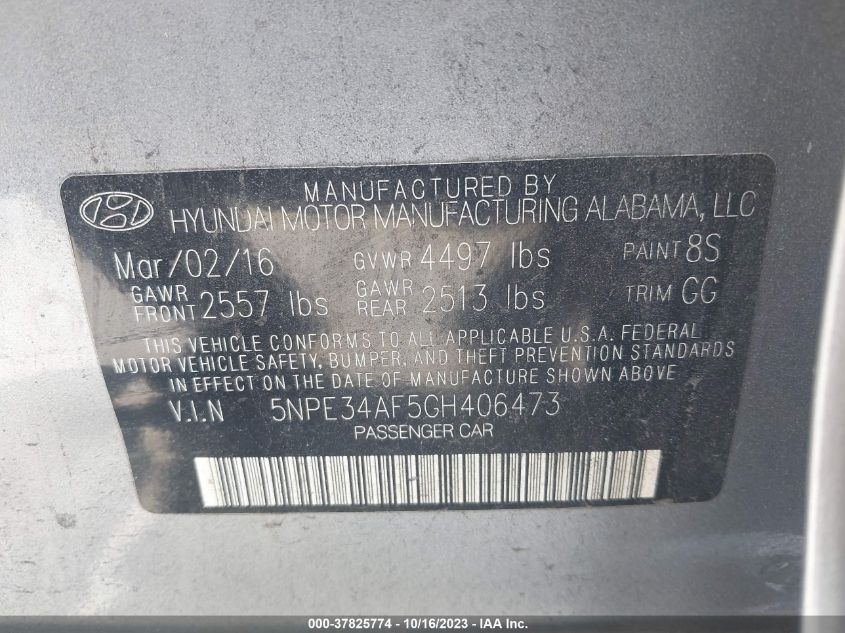 MANUFACTURED BY
HYUNDAI MOTOR MANUFACTURING ALABAMA, LLC
Mar/02/16 GVWR 4497 lbs PAINT 8S
GAWR FRONT 2557 lbs GAWR REAR 2513 lbs TRIM GG
THIS VEHICLE CONFORMS TO ALL APPLICABLE U.S.A. FEDERAL
MOTOR VEHICLE SAFETY, BUMPER, AND THEFT PREVENTION STANDARDS
IN EFFECT ON THE DATE OF MANUFACTURE SHOWN ABOVE
V.I.N 5NPE34AF5GH406473
PASSENGER CAR
000-37825774 - 10/16/2023 - IAA Inc.